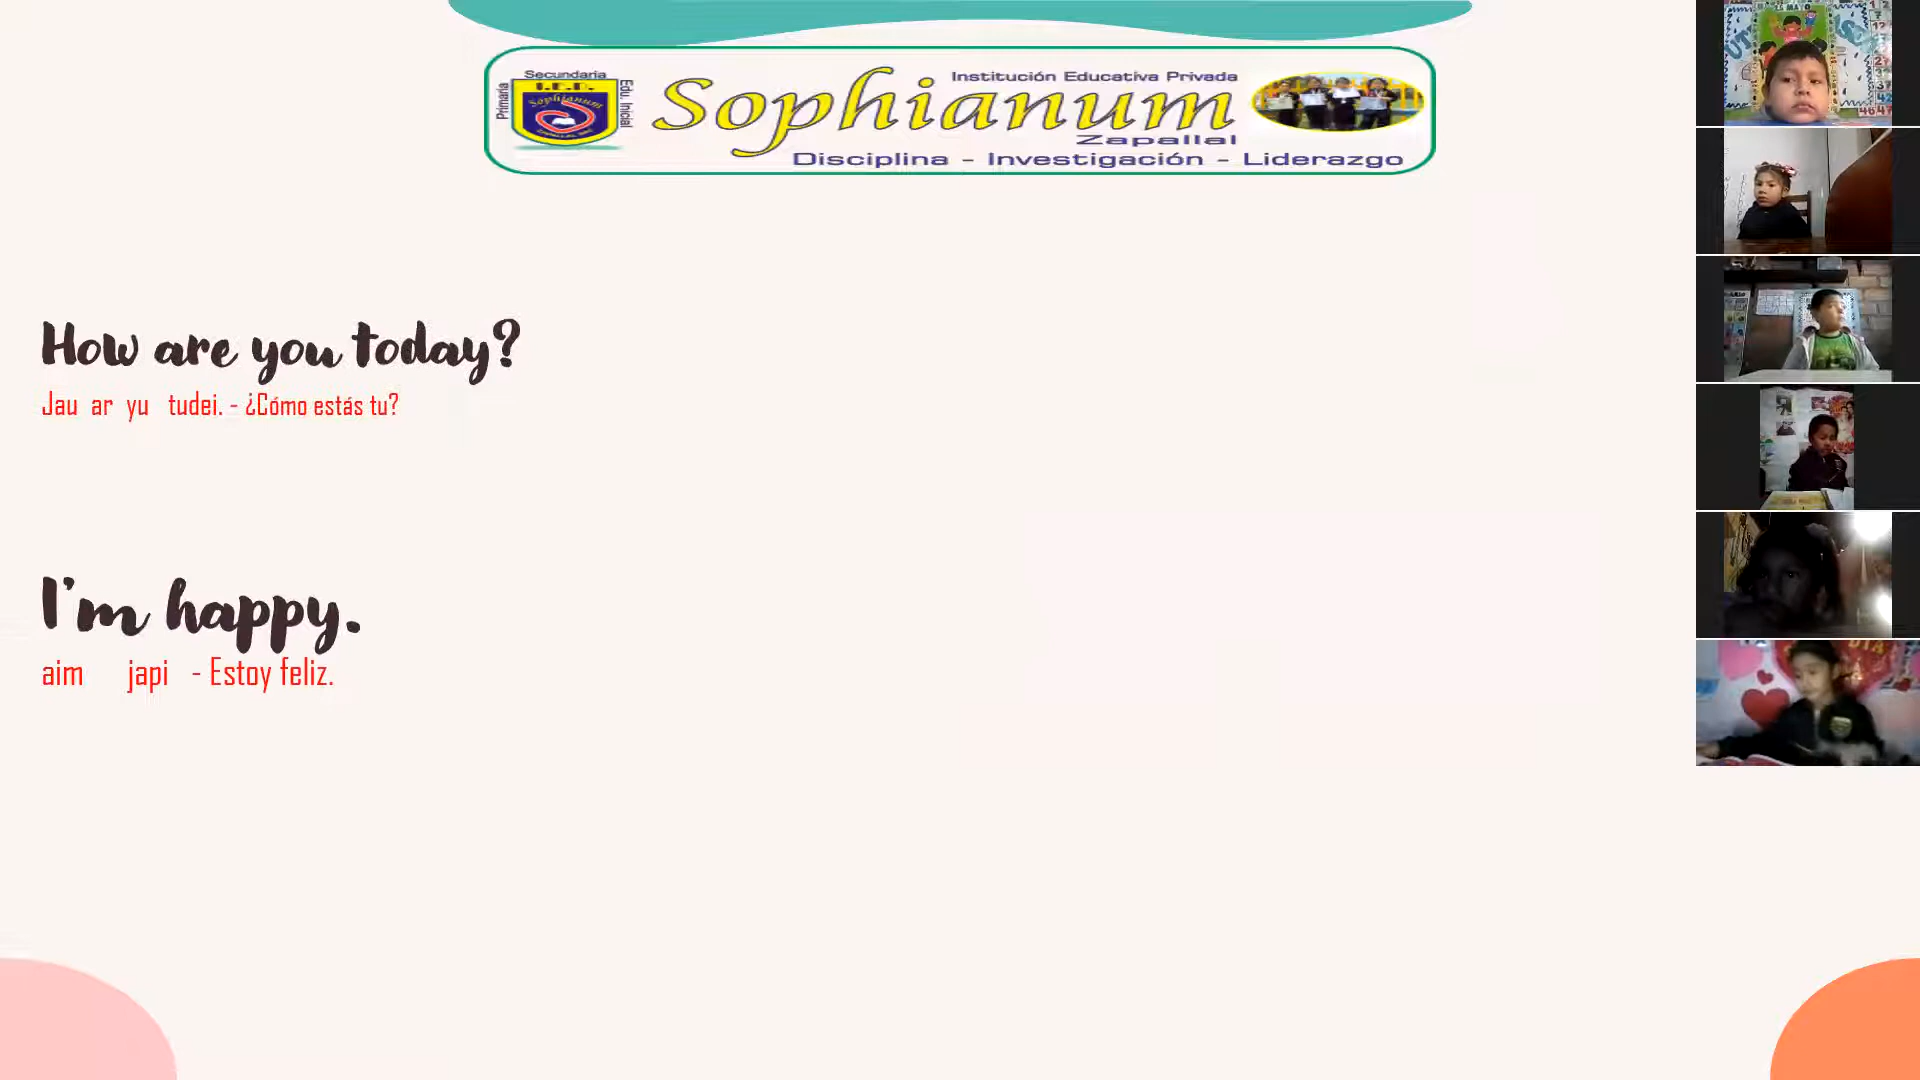 Secundaria
Primaria
Edu. Inicial
I.E.P.
Sophianum
Institución Educativa Privada
Sophianum
Zapallal
Disciplina - Investigación - Liderazgo
How are you today?
Jau ar yu tudei. - ¿Cómo estás tu?
I'm happy.
aim japi - Estoy feliz.